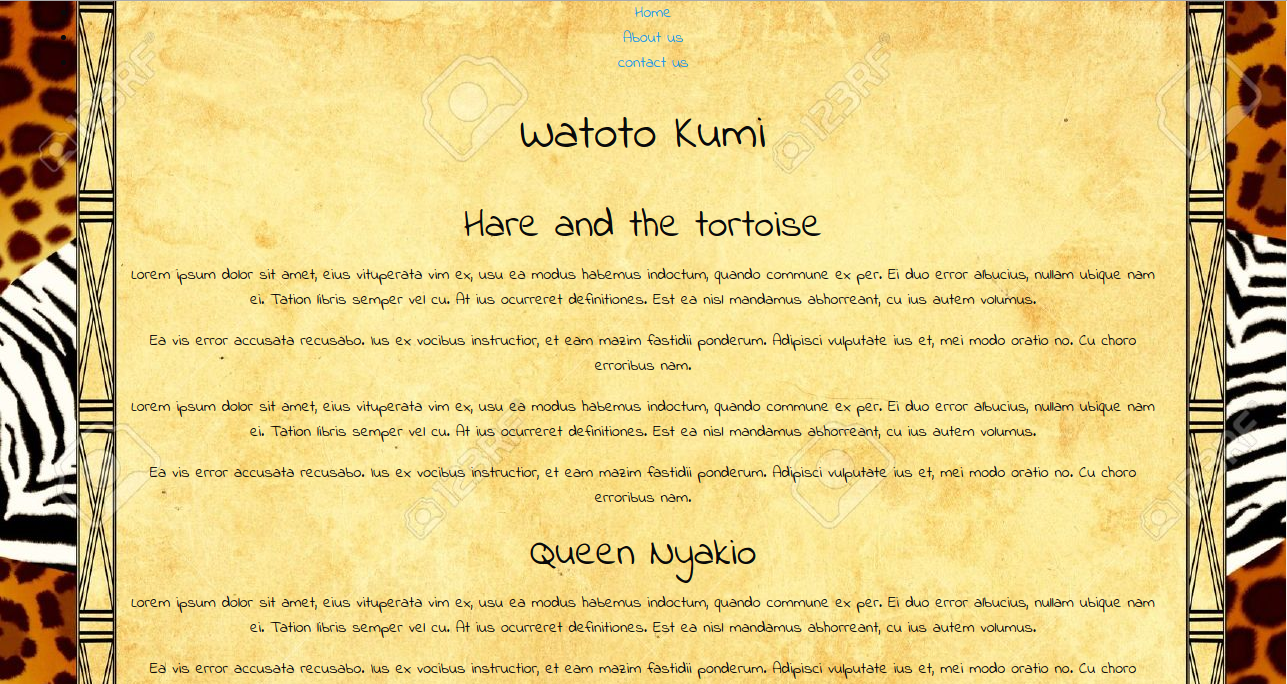 Home
About us
contact us
Watoto Kumi
Hare and the tortoise
Lorem ipsum dolor sit amet, eius vituperata vim ex, usu ea modus habemus indoctum, quando commune ex per. Ei duo error albucius, nullam ubique nam
ei. Tation libris semper vel cu. At ius ocurreret definitiones. Est ea nisl mandamus abhorreant, cu ius autem volumus.
Ea vis error accusata recusabo. Ius ex vocibus instructior, et eam mazim fastidii ponderum. Adipisci vulputate ius et, mei modo oratio no. Cu choro
erroribus nam.
Lorem ipsum dolor sit amet, eius vituperata vim ex, usu ea modus habemus indoctum, quando commune ex per. Ei duo error albucius, nullam ubique nam
ei. Tation libris semper vel cu. At ius ocurreret definitiones. Est ea nisl mandamus abhorreant, cu ius autem volumus.
Ea vis error accusata recusabo. Ius ex vocibus instructior, et eam mazim fastidii ponderum. Adipisci vulputate ius et, mei modo oratio no. Cu choro
erroribus nam.
Queen Nyakio
Lorem ipsum dolor sit amet, eius vituperata vim ex, usu ea modus habemus indoctum, quando commune ex per. Ei duo error albucius, nullam ubique nam
ei. Tation libris semper vel cu. At ius ocurreret definitiones. Est ea nisl mandamus abhorreant, cu ius autem volumus.
Ea vis error accusata recusabo. Ius ex vocibus instructior, et eam mazim fastidii ponderum. Adipisci vulputate ius et, mei modo oratio no. Cu choro
123RF
123RF
123RF
123RF